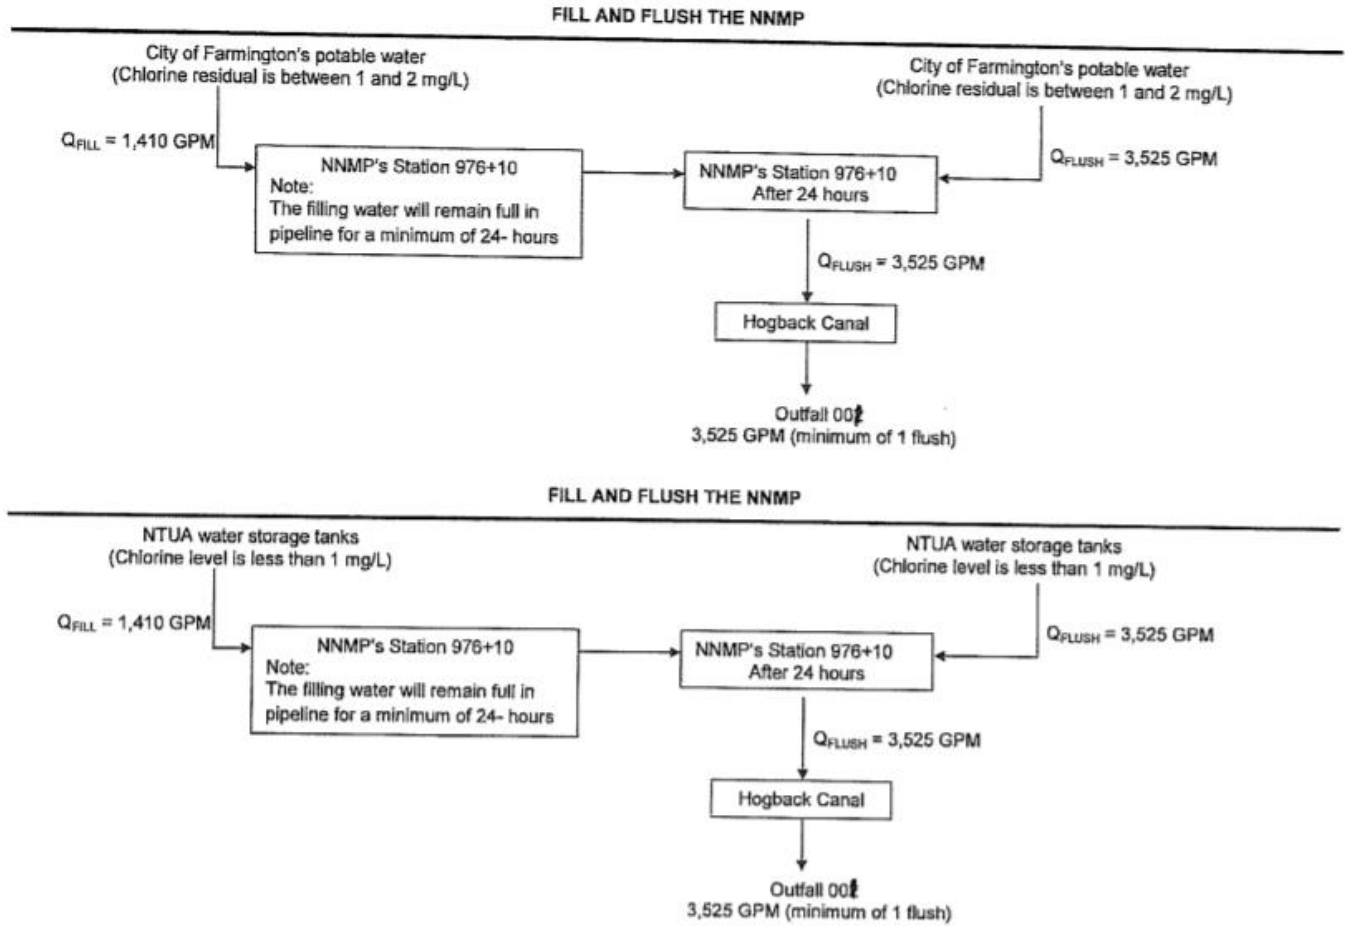 FILL AND FLUSH THE NNMP
City of Farmington's potable water
(Chlorine residual is between 1 and 2 mg/L)
City of Farmington's potable water
(Chlorine residual is between 1 and 2 mg/L)
QFILL = 1,410 GPM
QFLUSH = 3,525 GPM
NNMP's Station 976+10
Note:
The filling water will remain full in
pipeline for a minimum of 24- hours
NNMP's Station 976+10
After 24 hours
QFLUSH = 3,525 GPM
Hogback Canal
Outfall
3,525 GPM (minimum of 1 flush)
FILL AND FLUSH THE NNMP
NTUA water storage tanks
(Chlorine level is less than 1 mg/L)
NTUA water storage tanks
(Chlorine level is less than 1 mg/L)
QFILL = 1,410 GPM
QFLUSH = 3,525 GPM
NNMP's Station 976+10
Note:
The filling water will remain full in
pipeline for a minimum of 24- hours
NNMP's Station 976+10
After 24 hours
QFLUSH = 3,525 GPM
Hogback Canal
Outfall
3,525 GPM (minimum of 1 flush)